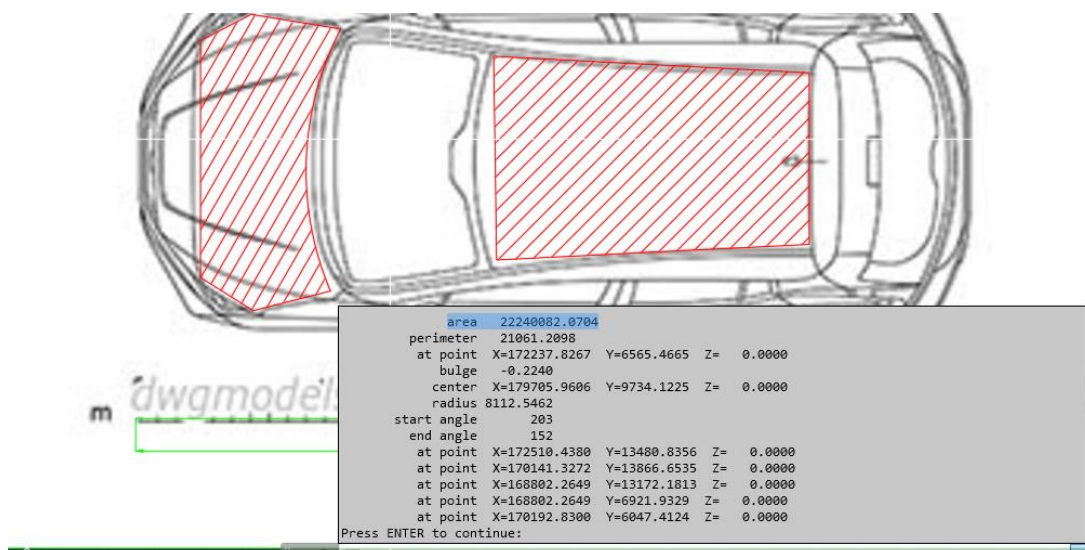 area 22240082.0704
perimeter 21061.2098
at point X=172237.8267 Y=6565.4665 Z= 0.0000
bulge -0.2240
center X=179705.9606 Y=9734.1225 Z= 0.0000
radius 8112.5462
start angle 203
end angle 152
at point X=172510.4380 Y=13480.8356 Z= 0.0000
at point X=170141.3272 Y=13866.6535 Z= 0.0000
at point X=168802.2649 Y=13172.1813 Z= 0.0000
at point X=168802.2649 Y=6921.9329 Z= 0.0000
at point X=170192.8300 Y=6047.4124 Z= 0.0000
Press ENTER to continue:
dwgmodels
m